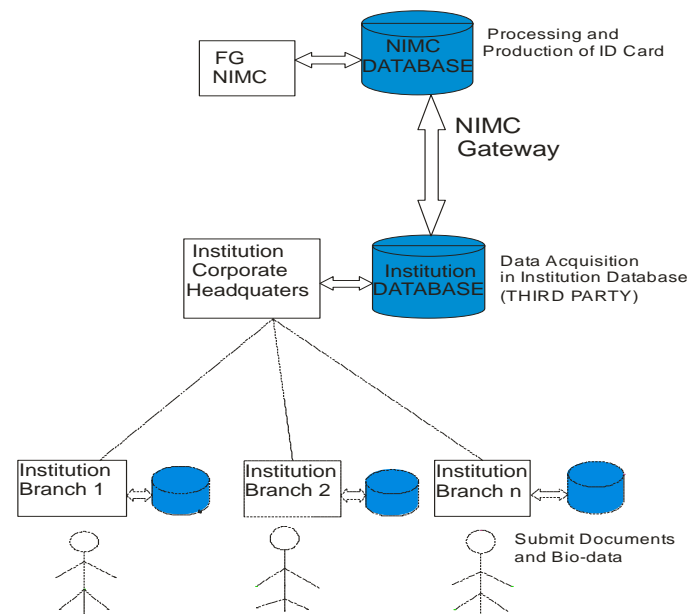 FG
NIMC
NIMC
DATABASE
Processing and
Production of ID Card
NIMC
Gateway
Institution
Corporate
Headquaters
Institution
DATABASE
Data Acquisition
in Institution Database
(THIRD PARTY)
Institution
Branch 1
Institution
Branch 2
Institution
Branch n
Submit Documents
and Bio-data